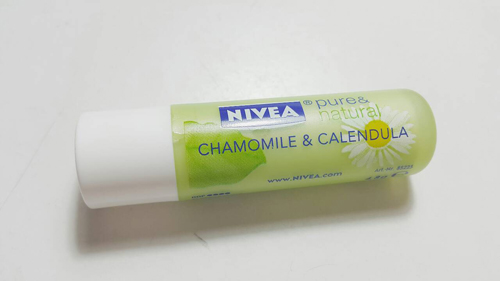 NIVEA® pure&
natural
CHAMOMILE & CALENDULA
www.NIVEA.com